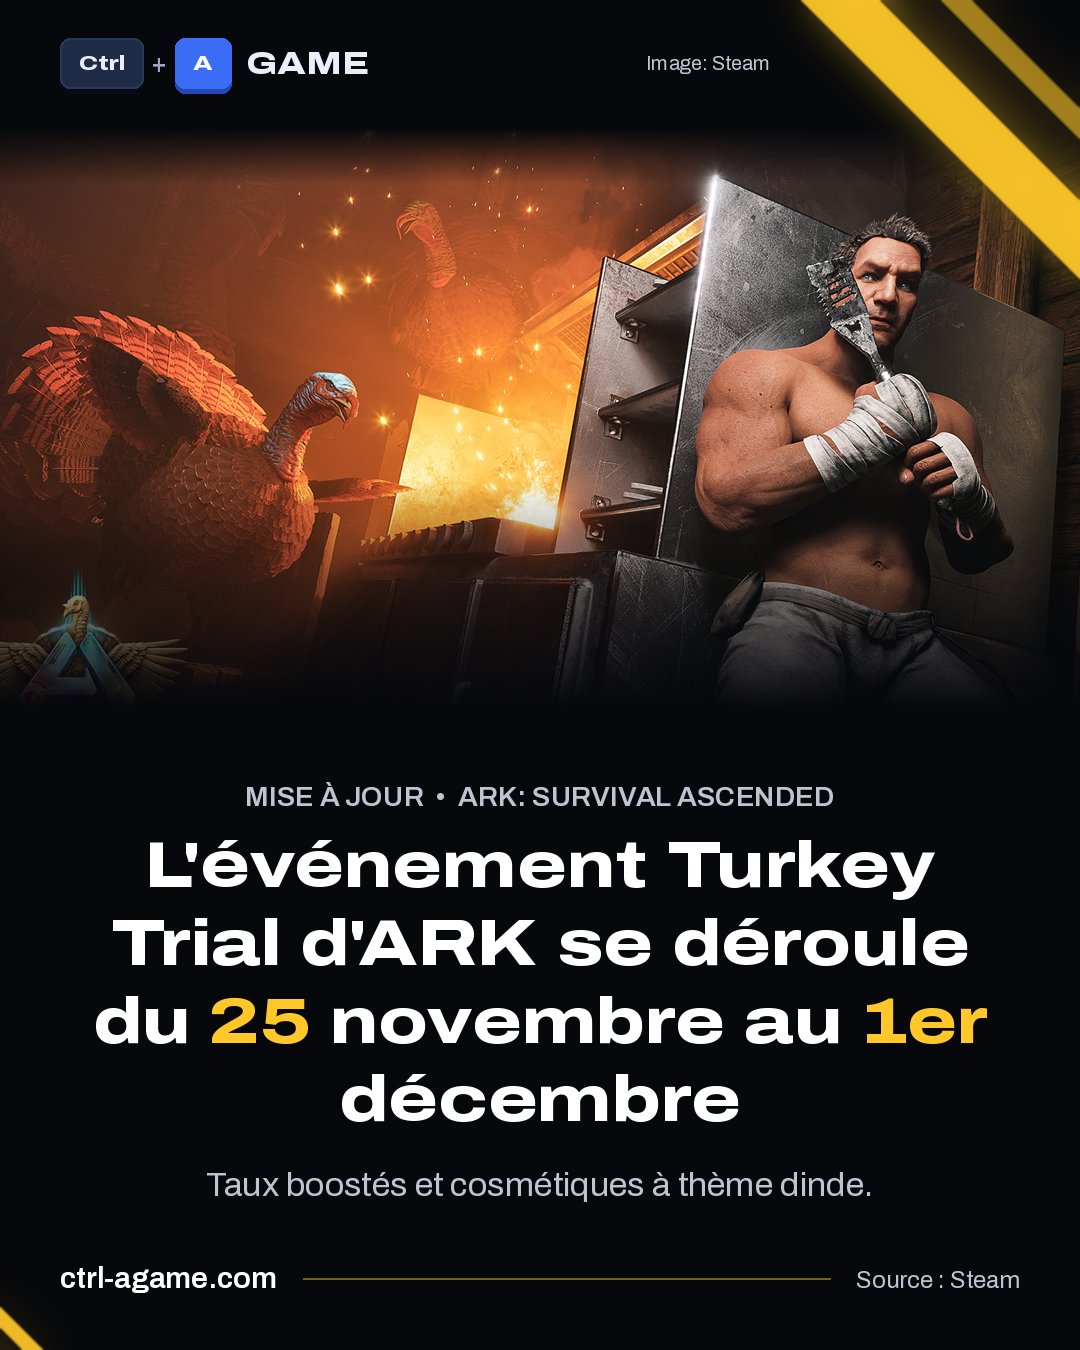 Ctrl + A GAME
Image: Steam
MISE À JOUR • ARK: SURVIVAL ASCENDED
L'événement Turkey
Trial d'ARK se déroule
du 25 novembre au 1er
décembre
Taux boostés et cosmétiques à thème dinde.
ctrl-agame.com
Source : Steam